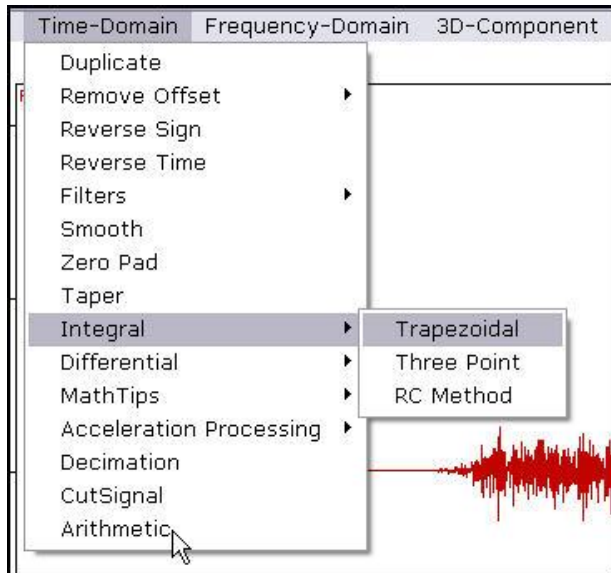 Time-Domain Frequency-Domain 3D-Component
Duplicate
Remove Offset
Reverse Sign
Reverse Time
Filters
Smooth
Zero Pad
Taper
Integral
Differential
MathTips
Acceleration Processing
Decimation
CutSignal
Arithmetic
Trapezoidal
Three Point
RC Method